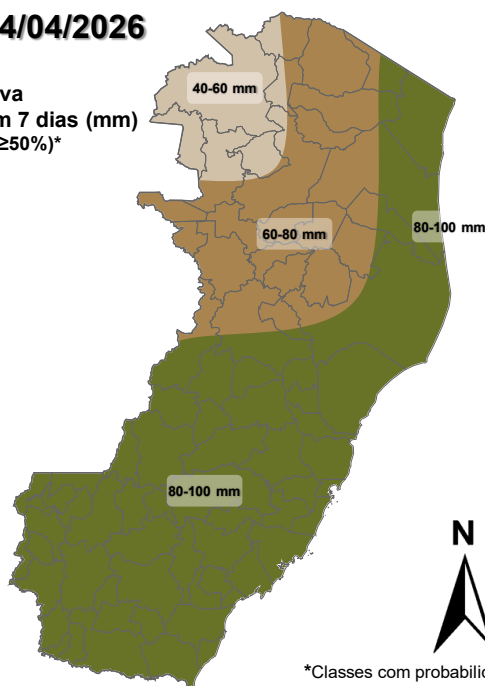 4/04/2026
va
m 7 dias (mm)
≥50%)*
40-60 mm
60-80 mm
80-100 mm
80-100 mm
N
*Classes com probabilic